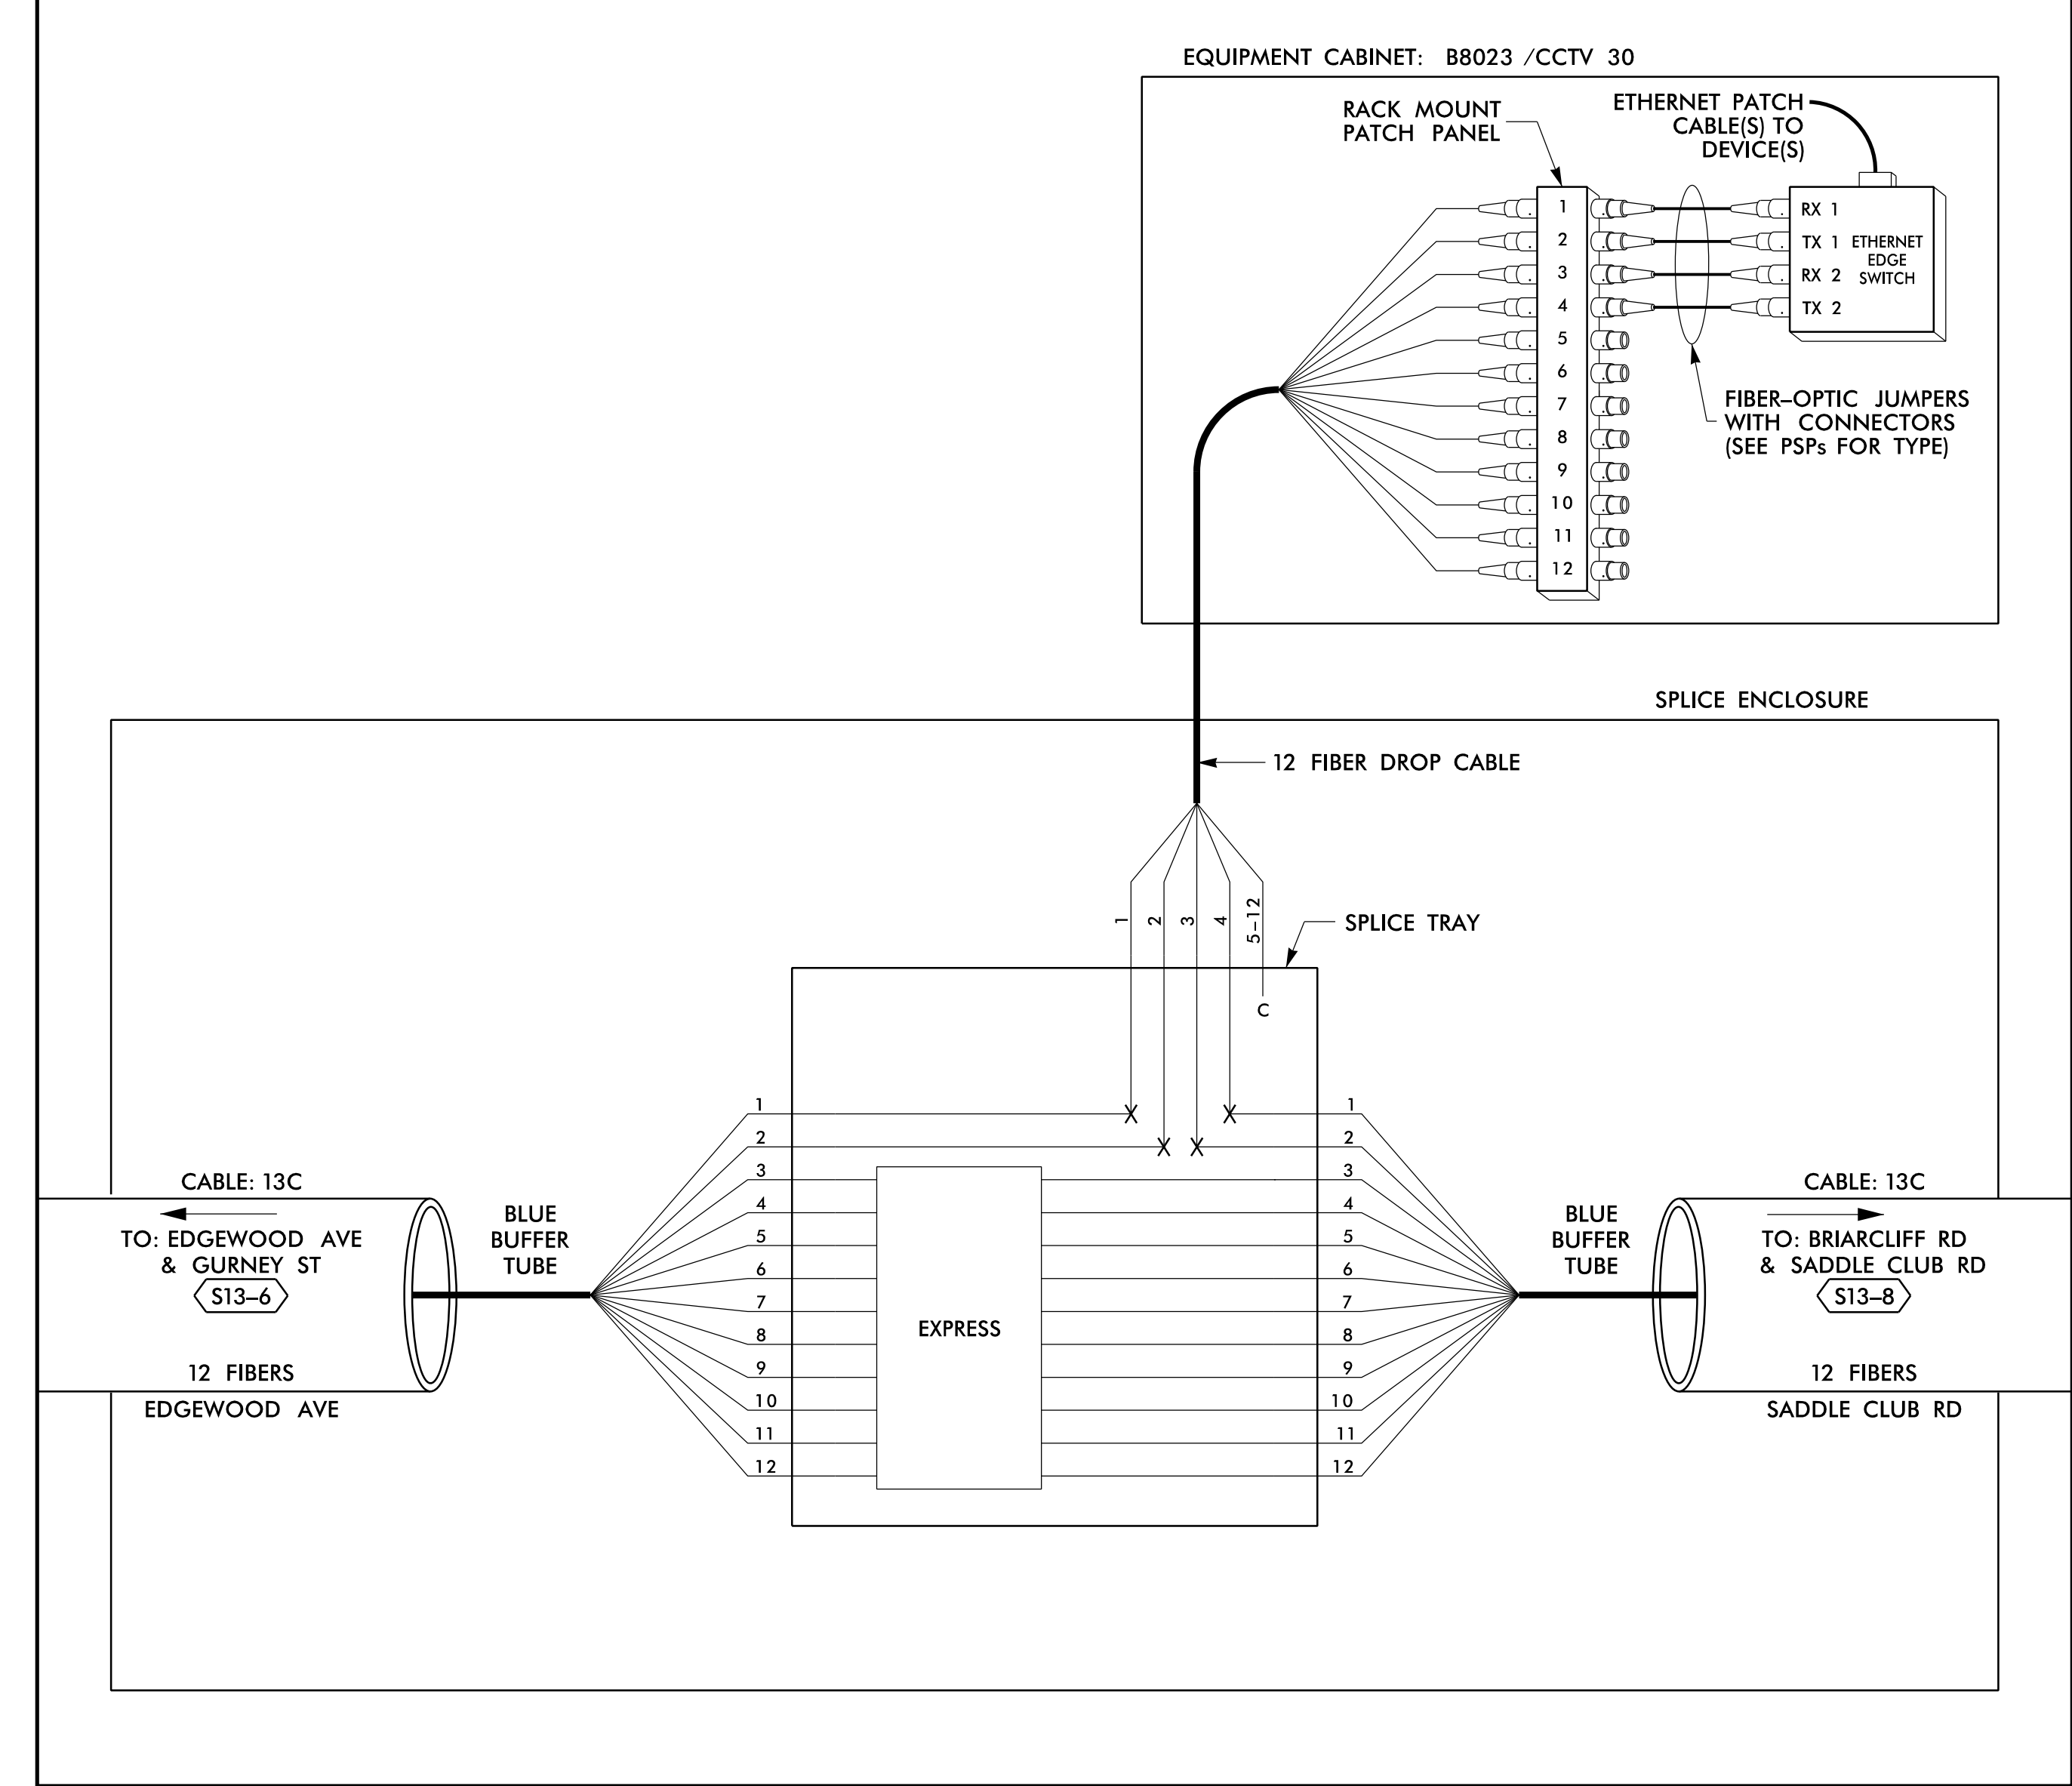 EQUIPMENT CABINET: B8023 /CCTV 30
RACK MOUNT
PATCH PANEL
ETHERNET PATCH
CABLE(S) TO
DEVICE(S)
1
2
3
4
5
6
7
8
9
10
11
12
RX 1
TX 1
RX 2
TX 2
ETHERNET
EDGE
SWITCH
FIBER–OPTIC JUMPERS
WITH CONNECTORS
(SEE PSPs FOR TYPE)
SPLICE ENCLOSURE
12 FIBER DROP CABLE
1
2
3
4
5–12
SPLICE TRAY
C
CABLE: 13C
TO: EDGEWOOD AVE
& GURNEY ST
S13–6
12 FIBERS
EDGEWOOD AVE
BLUE
BUFFER
TUBE
1
2
3
4
5
6
7
8
9
10
11
12
EXPRESS
1
2
3
4
5
6
7
8
9
10
11
12
BLUE
BUFFER
TUBE
CABLE: 13C
TO: BRIARCLIFF RD
& SADDLE CLUB RD
S13–8
12 FIBERS
SADDLE CLUB RD